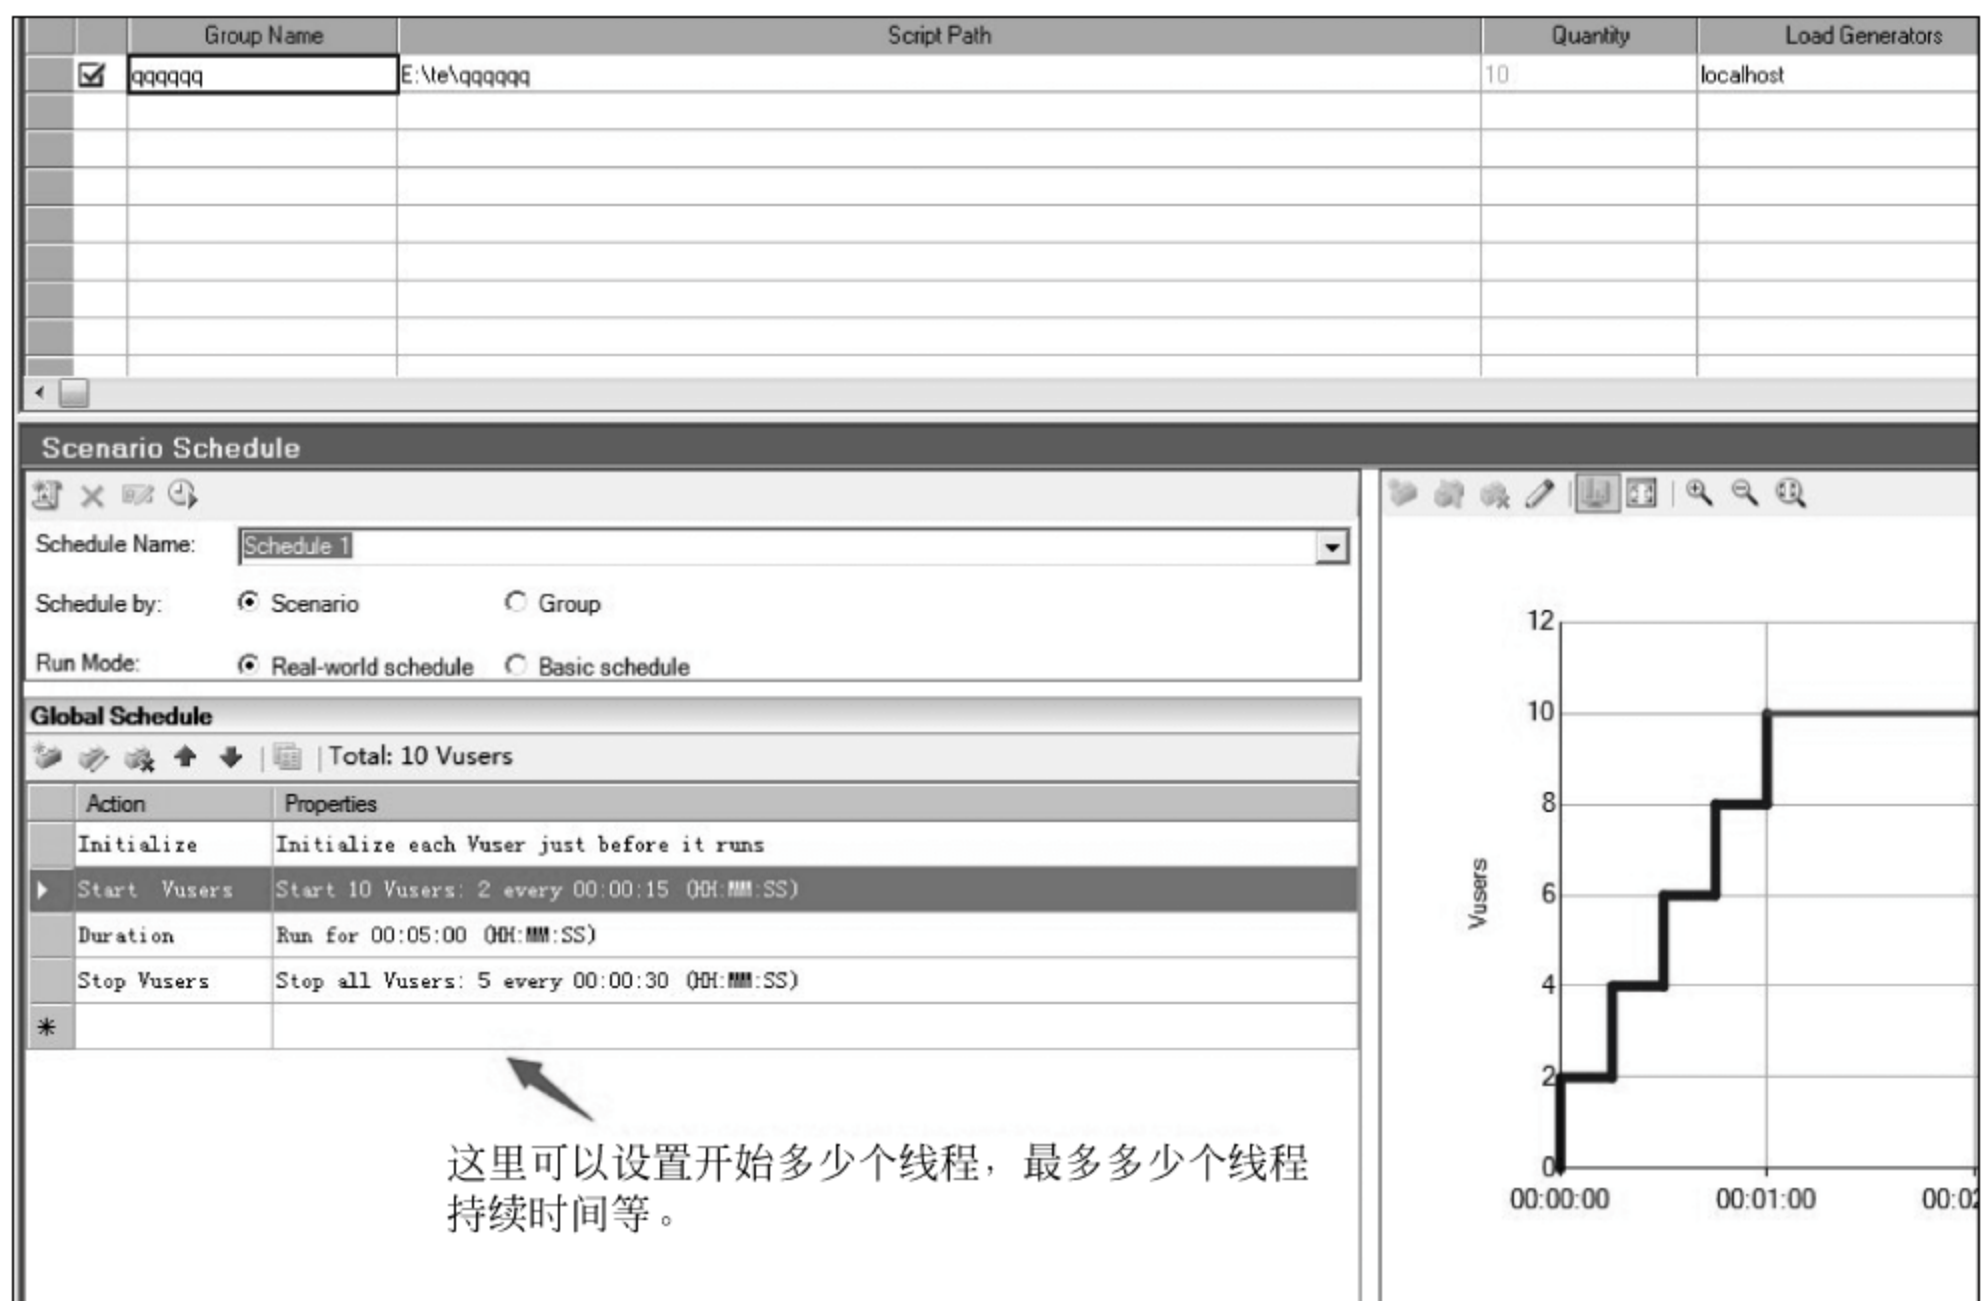 Group Name Script Path Quantity Load Generators
qqqqqq E:\te\qqqqqq 10 localhost
Scenario Schedule
Schedule Name: Schedule 1
Schedule by: Scenario Group
Run Mode: Real-world schedule Basic schedule
Global Schedule
Total: 10 Vusers
Action Properties
Initialize Initialize each Vuser just before it runs
Start Vusers Start 10 Vusers: 2 every 00:00:15 (HH:MM:SS)
Duration Run for 00:05:00 (HH:MM:SS)
Stop Vusers Stop all Vusers: 5 every 00:00:30 (HH:MM:SS)
*
这里可以设置开始多少个线程，最多多少个线程
持续时间等。
12
10
8
6
4
2
0
Vusers
00:00:00 00:01:00 00:02